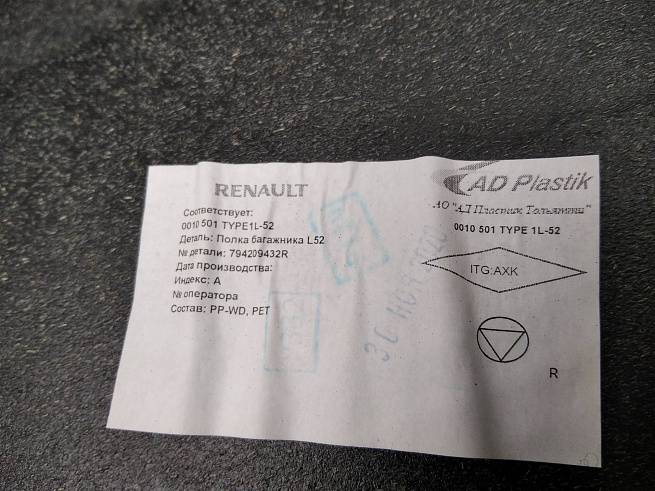 RENAULT
Соответствует:
0010 501 TYPE1L-52
Деталь: Полка багажника L52
№ детали: 794209432R
Дата производства:
Индекс: A
№ оператора
Состав: PP-WD, PET
AD Plastik
АО "АД Пластик Тольятти"
0010 501 TYPE 1L-52
ITG:AXK
R